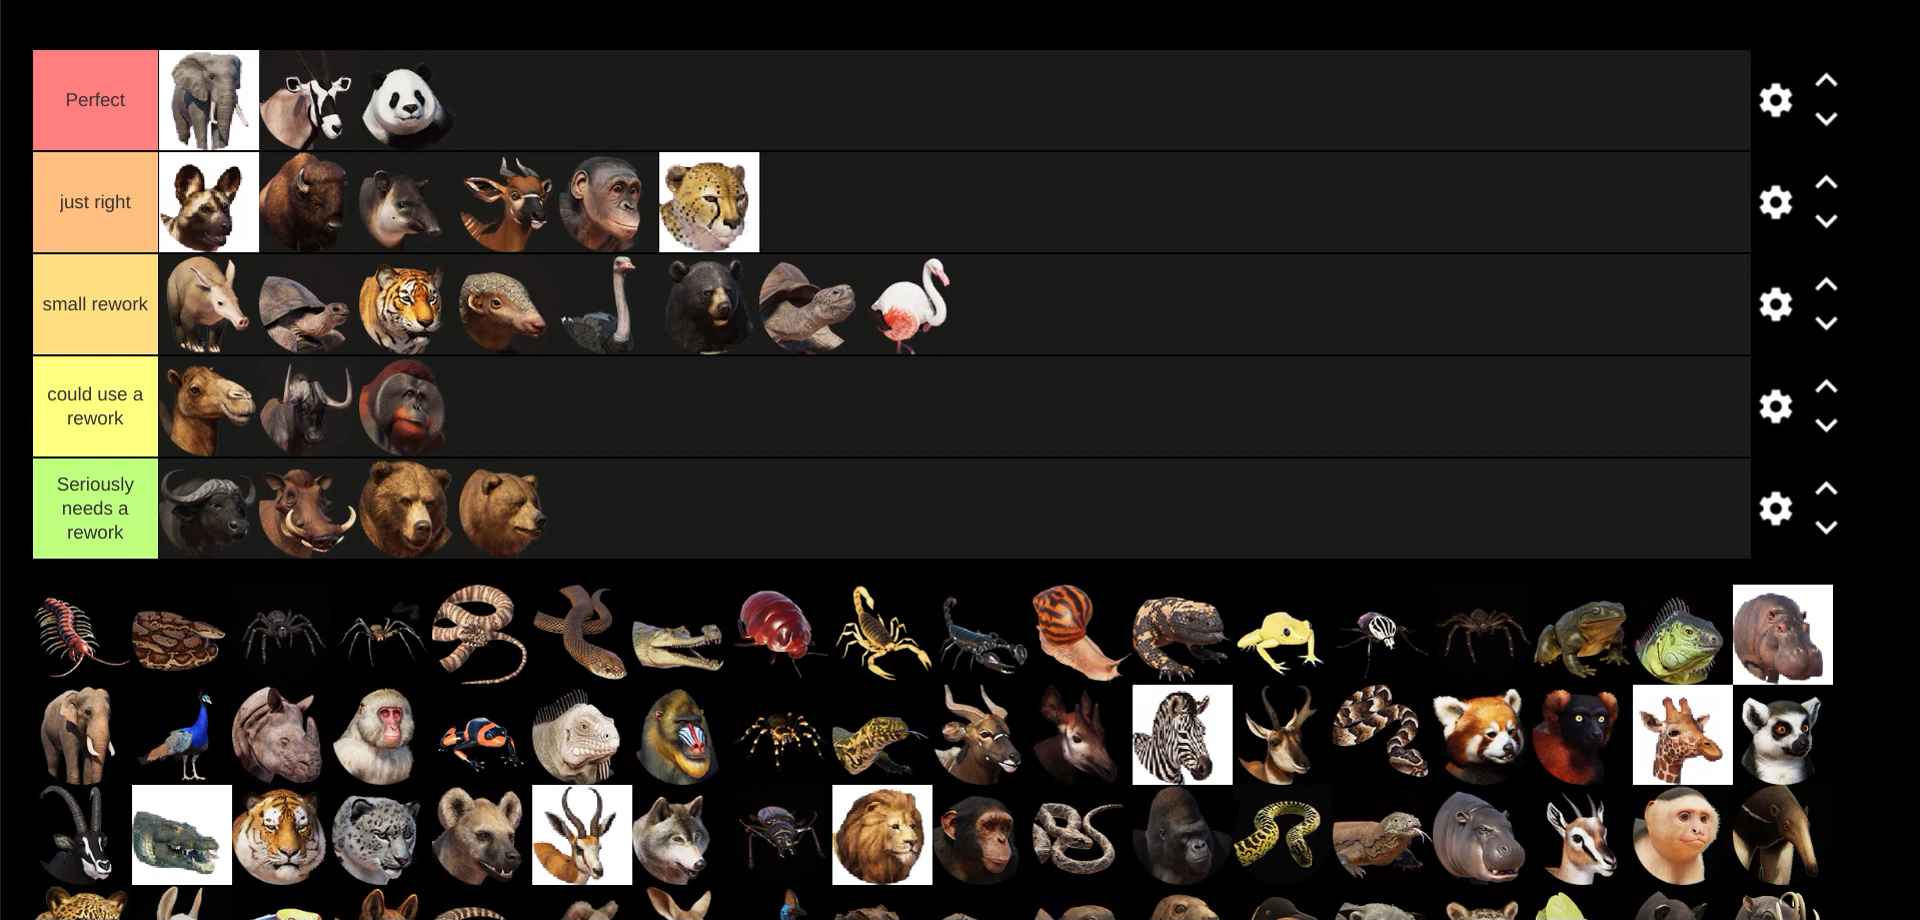 Perfect
just right
small rework
could use a
rework
Seriously
needs a
rework